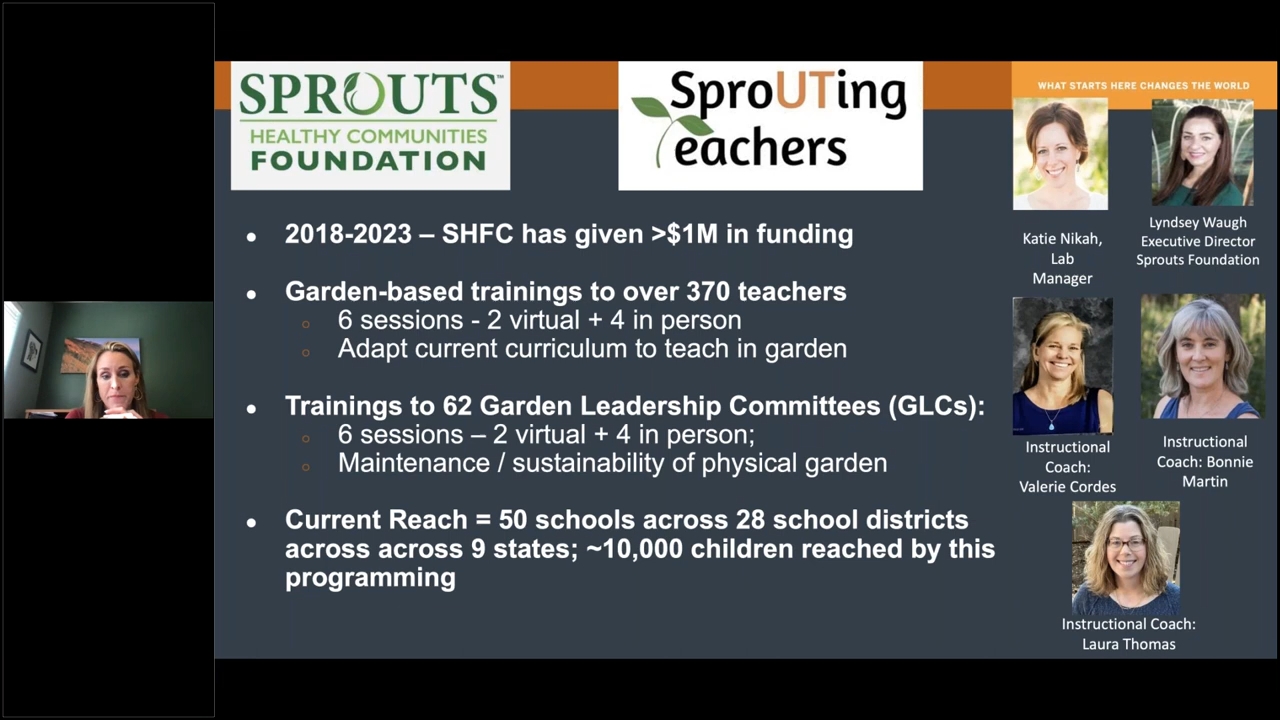 SPROUTS™
HEALTHY COMMUNITIES
FOUNDATION
SproUTing
Teachers
WHAT STARTS HERE CHANGES THE WORLD
● 2018-2023 – SHFC has given >$1M in funding
● Garden-based trainings to over 370 teachers
○ 6 sessions - 2 virtual + 4 in person
○ Adapt current curriculum to teach in garden
● Trainings to 62 Garden Leadership Committees (GLCs):
○ 6 sessions – 2 virtual + 4 in person;
○ Maintenance / sustainability of physical garden
● Current Reach = 50 schools across 28 school districts
across across 9 states; ~10,000 children reached by this
programming
Katie Nikah,
Lab
Manager
Lyndsey Waugh
Executive Director
Sprouts Foundation
Instructional
Coach:
Valerie Cordes
Instructional
Coach: Bonnie
Martin
Instructional Coach:
Laura Thomas